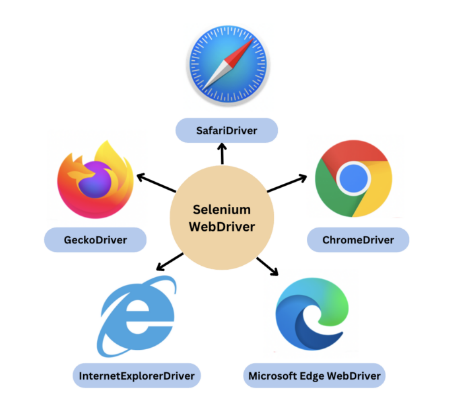 SafariDriver
Selenium
WebDriver
GeckoDriver
ChromeDriver
InternetExplorerDriver
Microsoft Edge WebDriver